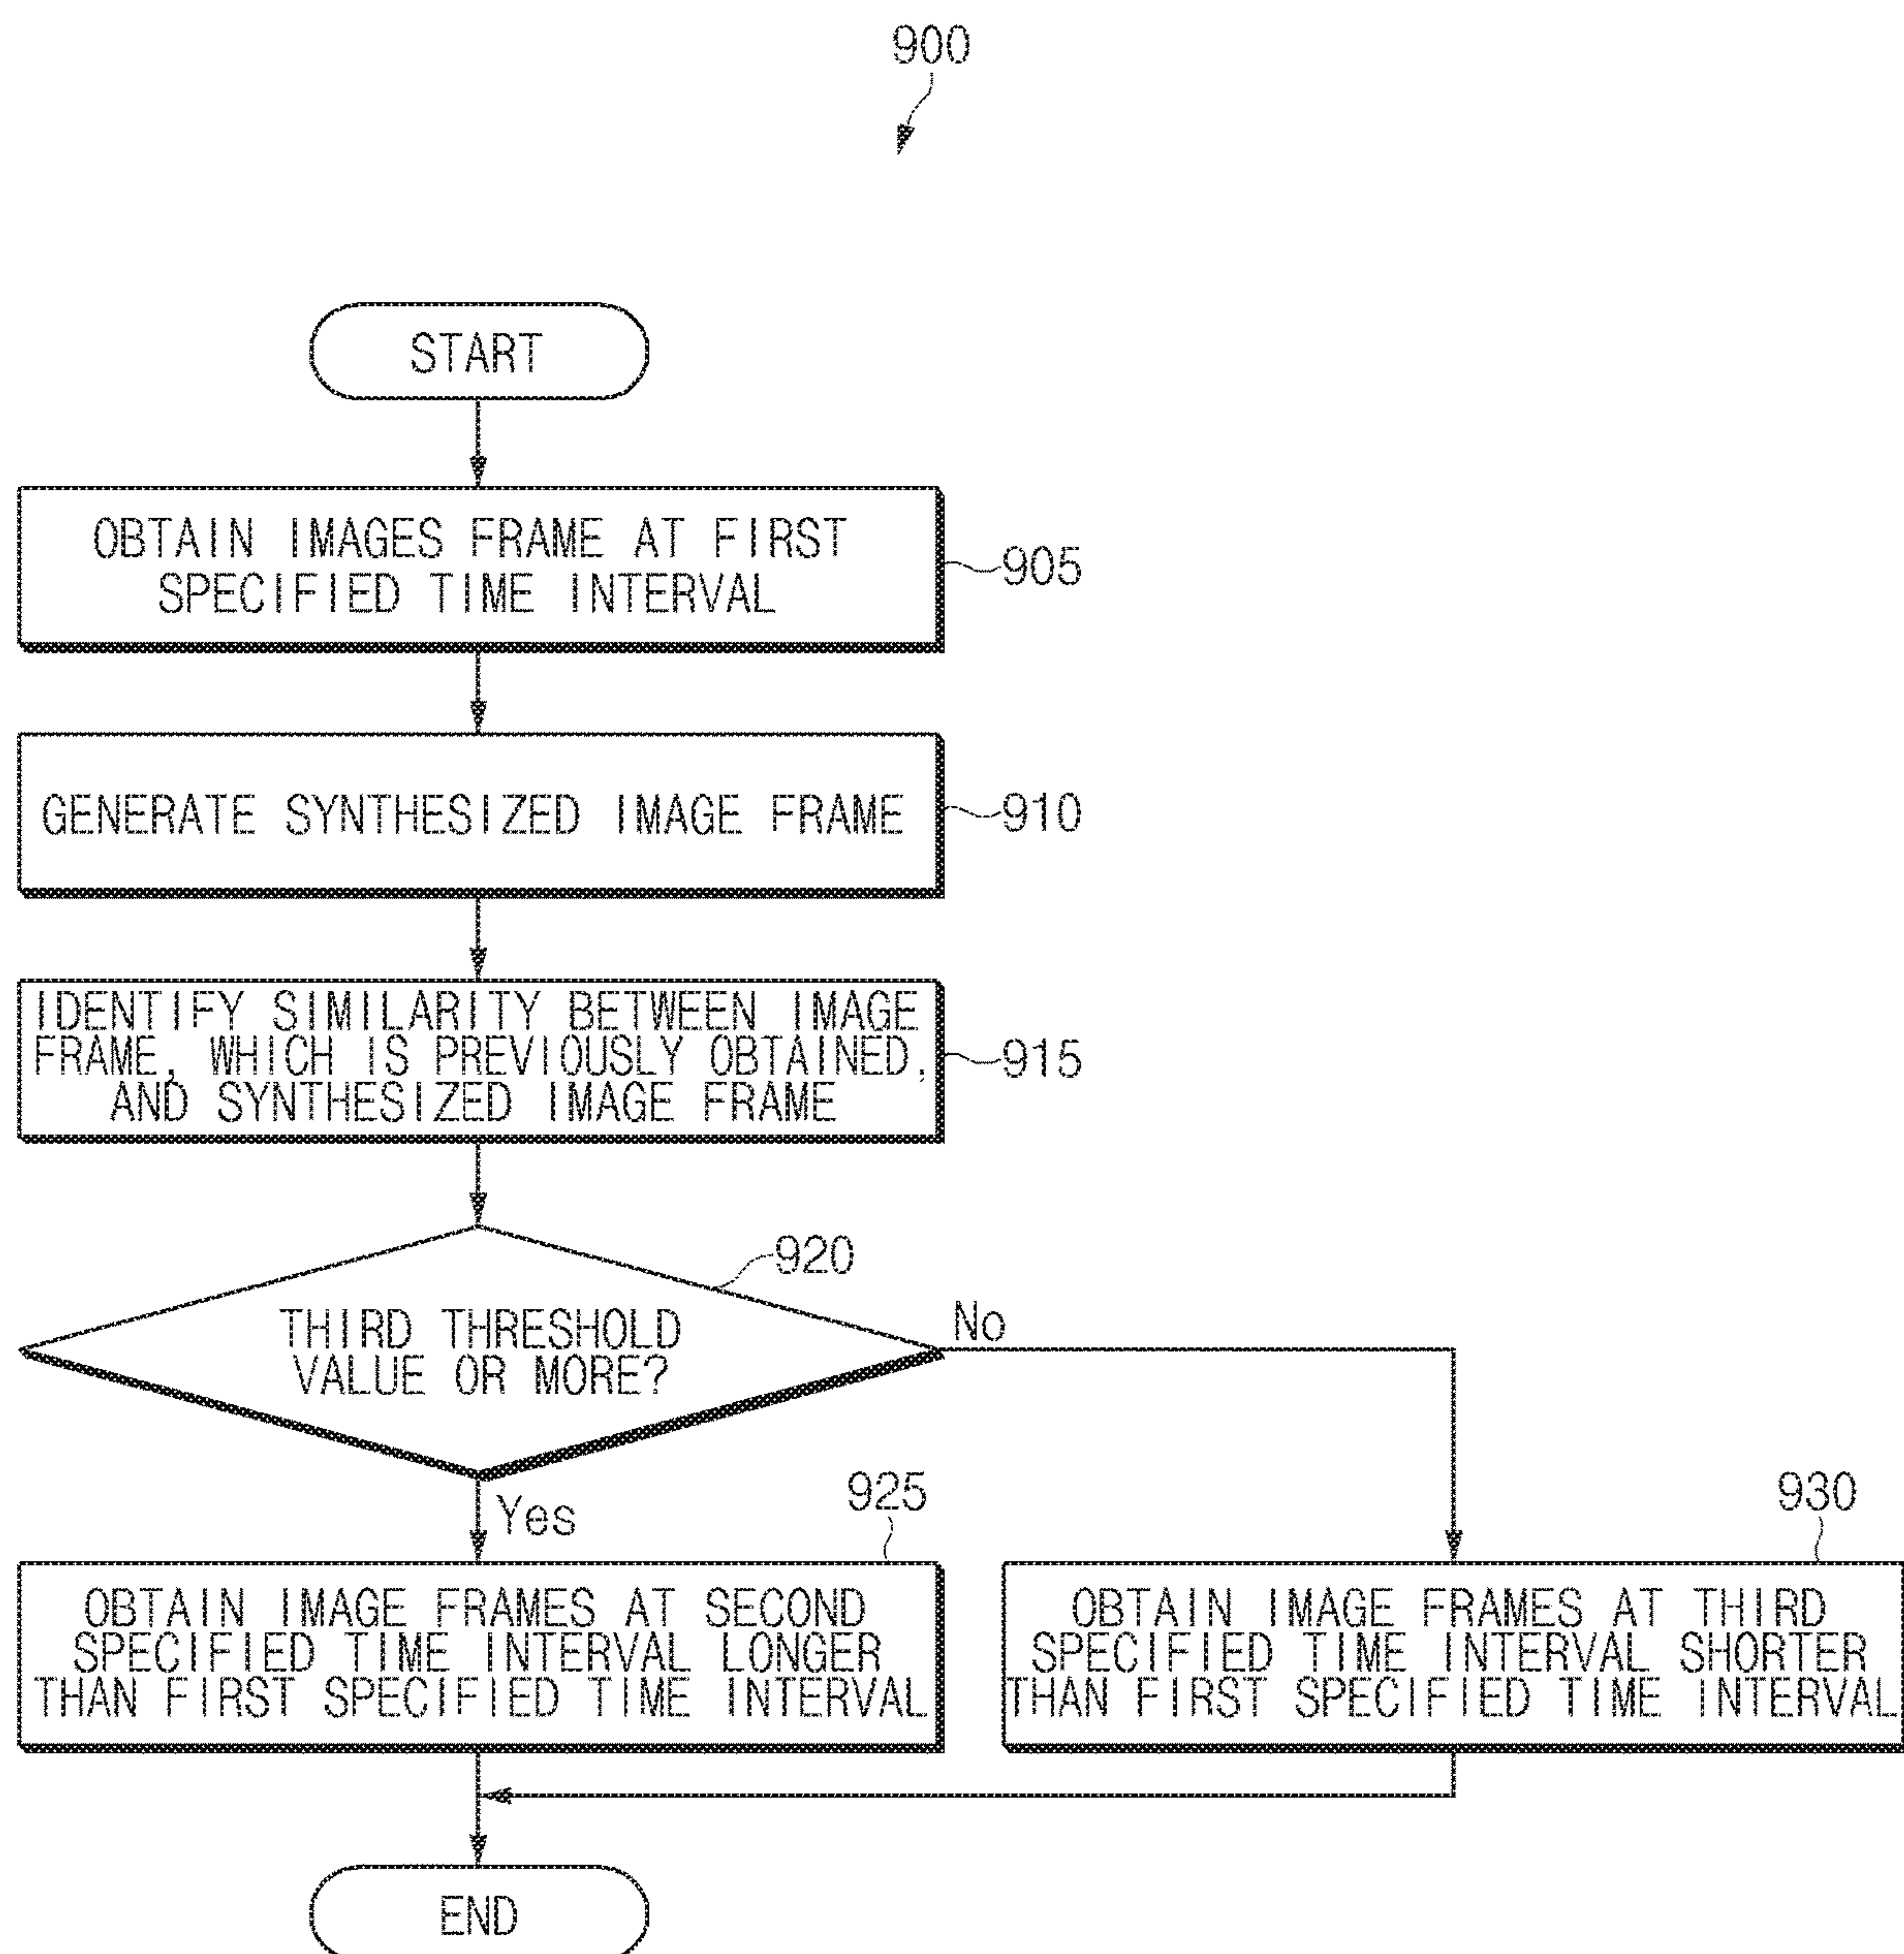 900
START
OBTAIN IMAGES FRAME AT FIRST
SPECIFIED TIME INTERVAL
905
GENERATE SYNTHESIZED IMAGE FRAME
910
IDENTIFY SIMILARITY BETWEEN IMAGE
FRAME, WHICH IS PREVIOUSLY OBTAINED,
AND SYNTHESIZED IMAGE FRAME
915
920
THIRD THRESHOLD
VALUE OR MORE?
No
Yes
925
OBTAIN IMAGE FRAMES AT SECOND
SPECIFIED TIME INTERVAL LONGER
THAN FIRST SPECIFIED TIME INTERVAL
930
OBTAIN IMAGE FRAMES AT THIRD
SPECIFIED TIME INTERVAL SHORTER
THAN FIRST SPECIFIED TIME INTERVAL
END